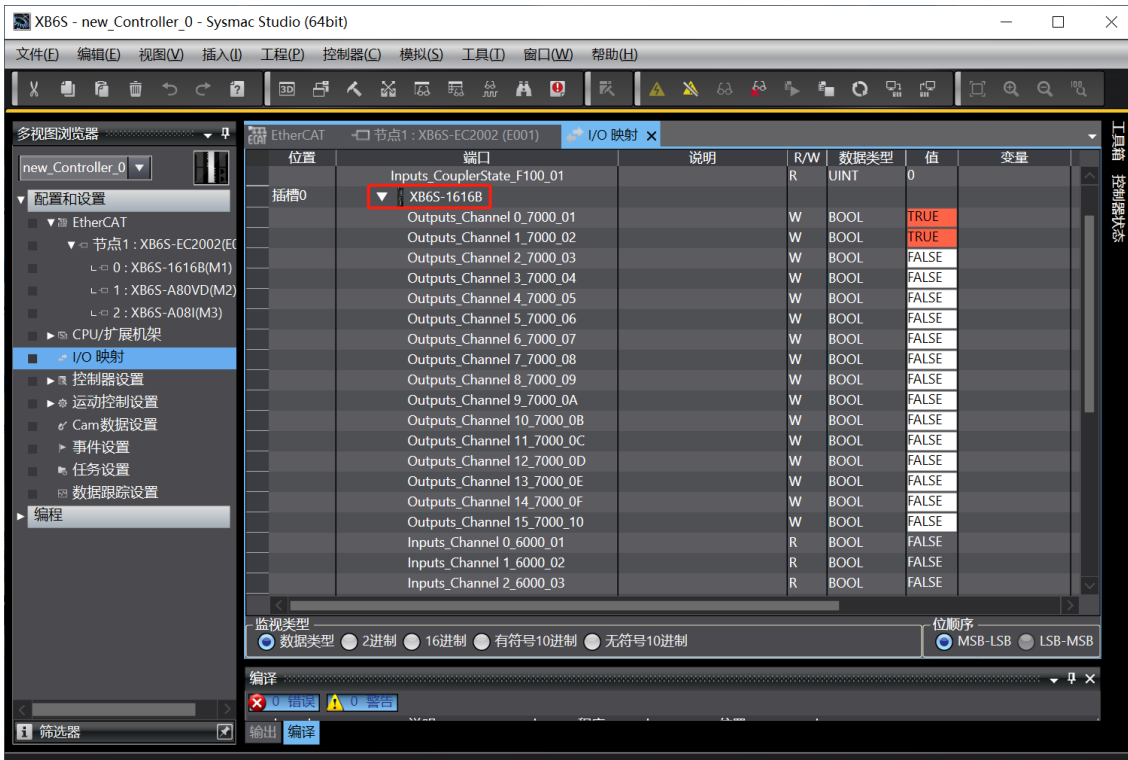 XB6S - new_Controller_0 - Sysmac Studio (64bit)
文件(F) 编辑(E) 视图(V) 插入(I) 工程(P) 控制器(C) 模拟(S) 工具(T) 窗口(W) 帮助(H)
多视图浏览器
new_Controller_0
配置和设置
EtherCAT
节点1 : XB6S-EC2002(E(
0 : XB6S-1616B(M1)
1 : XB6S-A80VD(M2)
2 : XB6S-A08I(M3)
CPU/扩展机架
I/O 映射
控制器设置
运动控制设置
Cam数据设置
事件设置
任务设置
数据跟踪设置
编程
筛选器
EtherCAT 节点1 : XB6S-EC2002 (E001) I/O 映射
位置 端口 说明 R/W 数据类型 值 变量
Inputs_CouplerState_F100_01 R UINT 0
插槽0 XB6S-1616B
Outputs_Channel 0_7000_01 W BOOL TRUE
Outputs_Channel 1_7000_02 W BOOL TRUE
Outputs_Channel 2_7000_03 W BOOL FALSE
Outputs_Channel 3_7000_04 W BOOL FALSE
Outputs_Channel 4_7000_05 W BOOL FALSE
Outputs_Channel 5_7000_06 W BOOL FALSE
Outputs_Channel 6_7000_07 W BOOL FALSE
Outputs_Channel 7_7000_08 W BOOL FALSE
Outputs_Channel 8_7000_09 W BOOL FALSE
Outputs_Channel 9_7000_0A W BOOL FALSE
Outputs_Channel 10_7000_0B W BOOL FALSE
Outputs_Channel 11_7000_0C W BOOL FALSE
Outputs_Channel 12_7000_0D W BOOL FALSE
Outputs_Channel 13_7000_0E W BOOL FALSE
Outputs_Channel 14_7000_0F W BOOL FALSE
Outputs_Channel 15_7000_10 W BOOL FALSE
Inputs_Channel 0_6000_01 R BOOL FALSE
Inputs_Channel 1_6000_02 R BOOL FALSE
Inputs_Channel 2_6000_03 R BOOL FALSE
监视类型 位顺序
数据类型 2进制 16进制 有符号10进制 无符号10进制 MSB-LSB LSB-MSB
编译
0 错误 0 警告
输出 编译
工具箱 控制器状态